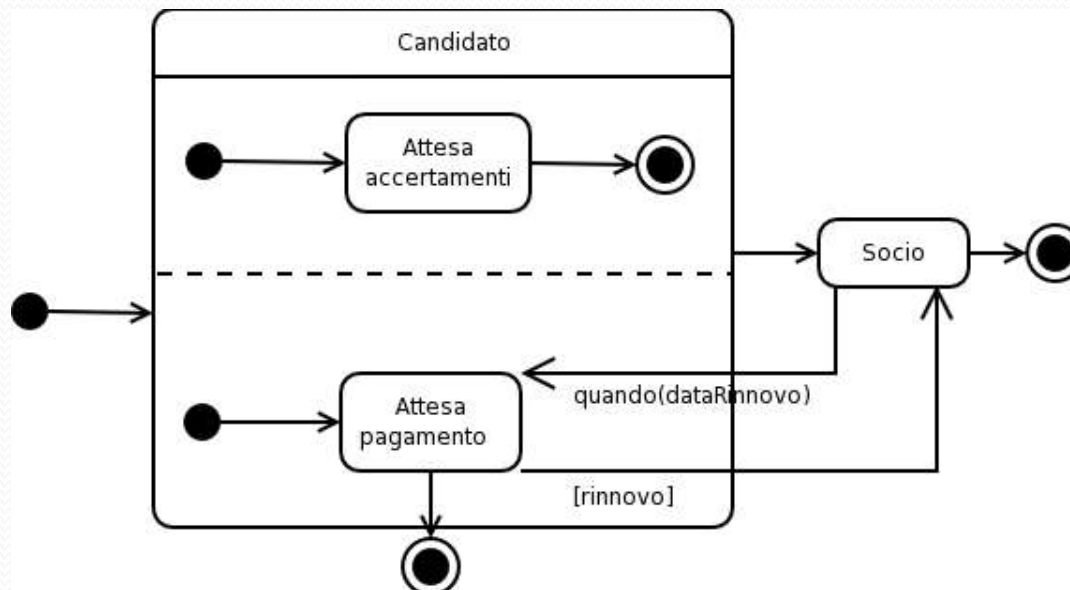 Candidato
Attesa
accertamenti
Socio
quando(dataRinnovo)
Attesa
pagamento
[rinnovo]